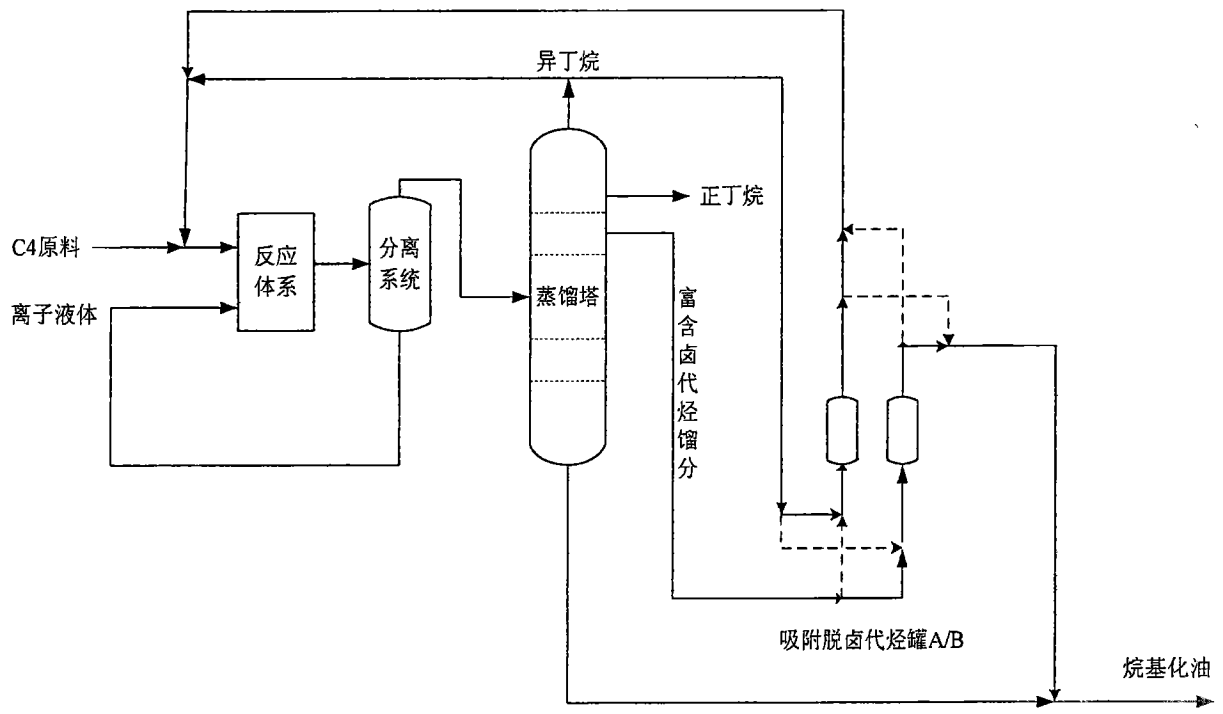 异丁烷
正丁烷
C4原料
反应
体系
分离
系统
离子液体
蒸馏塔
富含卤代烃馏分
吸附脱卤代烃罐A/B
烷基化油